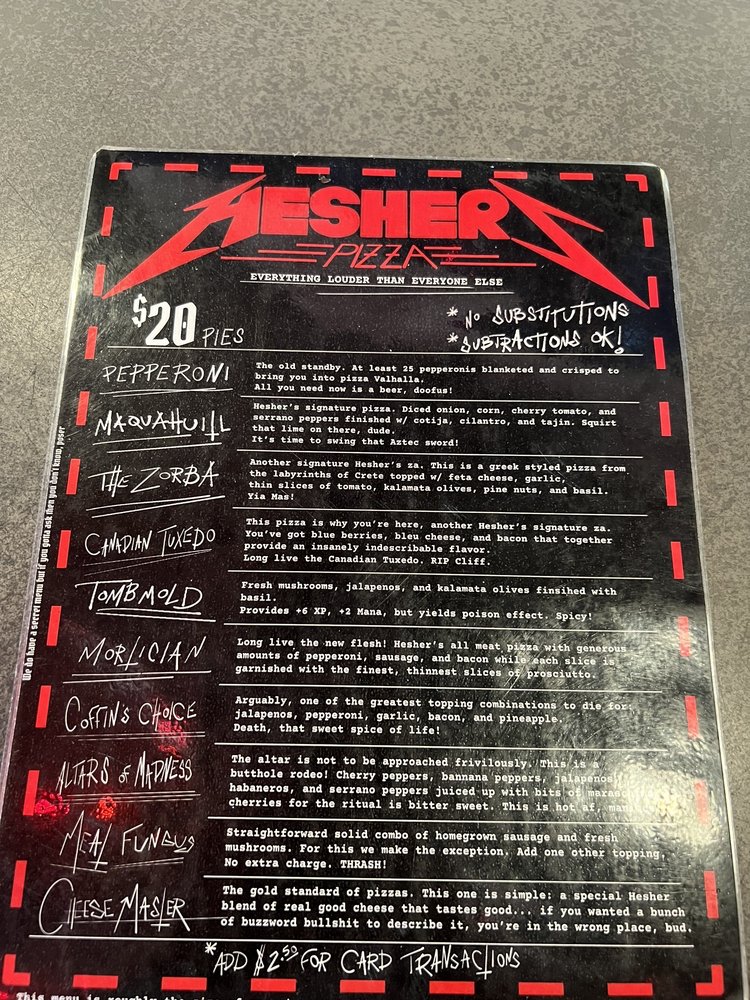 HESHER'S
PIZZA
EVERYTHING LOUDER THAN EVERYONE ELSE
$20 PIES
* NO SUBSTITUTIONS
* SUBTRACTIONS OK!
PEPPERONI
The old standby. At least 25 pepperonis blanketed and crisped to
bring you into pizza Valhalla.
All you need now is a beer, doofus!
MAQUAHUITL
Hesher's signature pizza. Diced onion, corn, cherry tomato, and
serrano peppers finished w/ cotija, cilantro, and tajin. Squirt
that lime on there, dude.
It's time to swing that Aztec sword!
THE ZORBA
Another signature Hesher's za. This is a greek styled pizza from
the labyrinths of Crete topped w/ feta cheese, garlic,
thin slices of tomato, kalamata olives, pine nuts, and basil.
Yia Mas!
CANADIAN TUXEDO
This pizza is why you're here, another Hesher's signature za.
You've got blue berries, bleu cheese, and bacon that together
provide an insanely indescribable flavor.
Long live the Canadian Tuxedo. RIP Cliff.
TOMB MOLD
Fresh mushrooms, jalapenos, and kalamata olives finsihed with
basil.
Provides +6 XP, +2 Mana, but yields poison effect. Spicy!
MORTICIAN
Long live the new flesh! Hesher's all meat pizza with generous
amounts of pepperoni, sausage, and bacon while each slice is
garnished with the finest, thinnest slices of prosciutto.
COFFIN'S CHOICE
Arguably, one of the greatest topping combinations to die for:
jalapenos, pepperoni, garlic, bacon, and pineapple.
Death, that sweet spice of life!
ALTARS OF MADNESS
The altar is not to be approached frivilously. This is a
butthole rodeo! Cherry peppers, bannana peppers, jalapenos,
habaneros, and serrano peppers juiced up with bits of
cherries for the ritual is bitter sweet. This is hot af,
MEAT FUNGUS
Straightforward solid combo of homegrown sausage and fresh
mushrooms. For this we make the exception. Add one other topping.
No extra charge. THRASH!
CHEESE MASTER
The gold standard of pizzas. This one is simple: a special Hesher
blend of real good cheese that tastes good... if you wanted a bunch
of buzzword bullshit to describe it, you're in the wrong place, bud.
*ADD $2.50 FOR CARD TRANSACTIONS
This menu is roughly the
We do have a secret menu but if you gotta ask then you don't know, poser